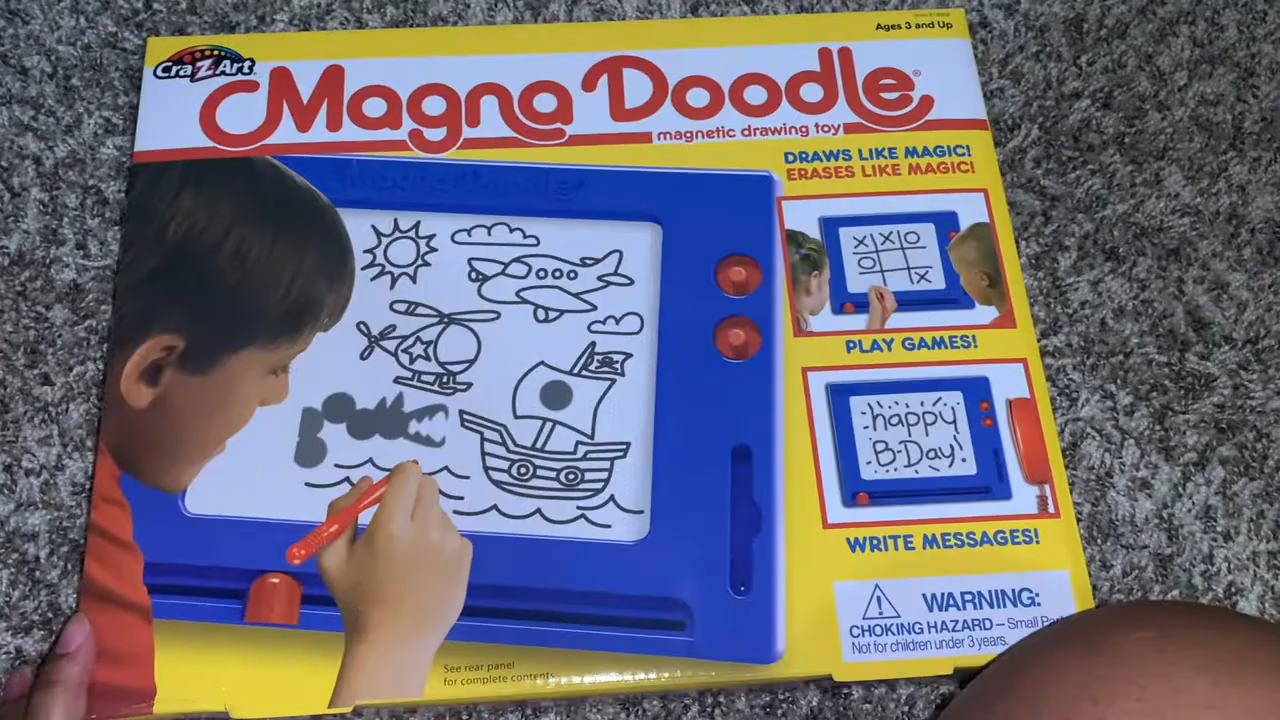 Ages 3 and Up
Cra Z Art
Magna Doodle®
magnetic drawing toy
DRAWS LIKE MAGIC!
ERASES LIKE MAGIC!
X X O
O
X
PLAY GAMES!
happy
B-Day!
WRITE MESSAGES!
WARNING:
CHOKING HAZARD – Small
Not for children under 3 years.
See rear panel
for complete contents